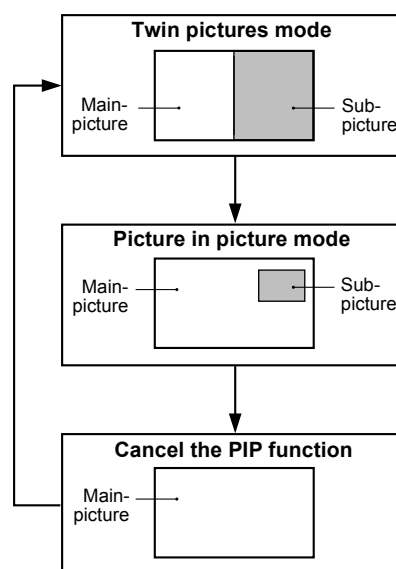 Twin pictures mode
Main-
picture
Sub-
picture
Picture in picture mode
Main-
picture
Sub-
picture
Cancel the PIP function
Main-
picture